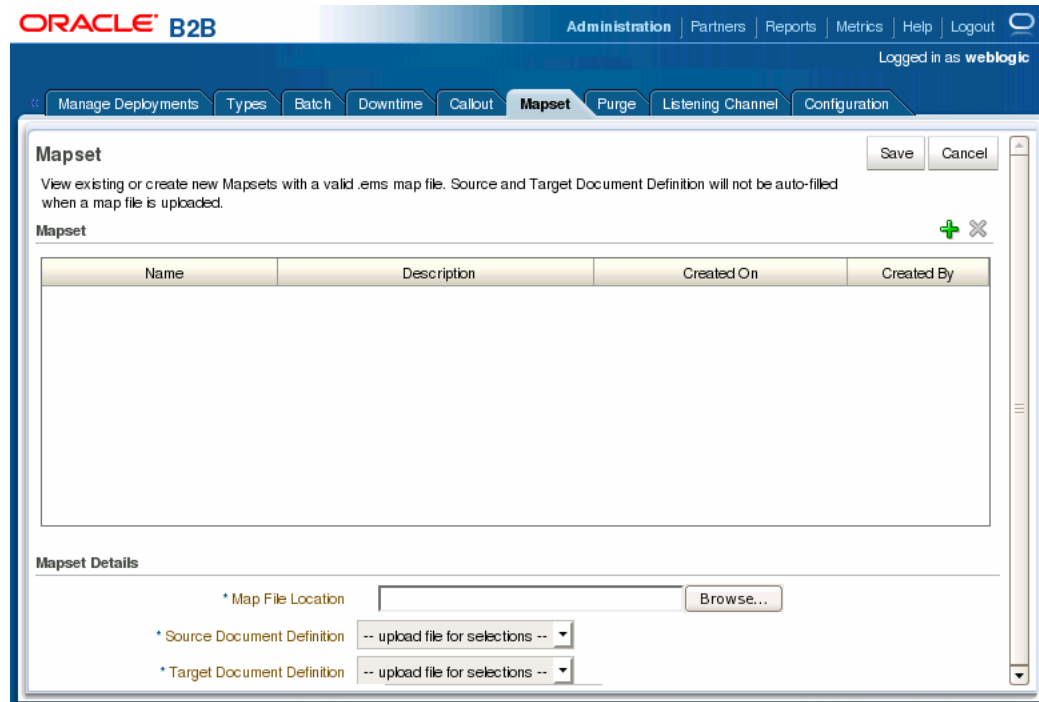 ORACLE B2B
Administration | Partners | Reports | Metrics | Help | Logout
Logged in as weblogic
« Manage Deployments Types Batch Downtime Callout Mapset Purge Listening Channel Configuration
Mapset
Save Cancel
View existing or create new Mapsets with a valid .ems map file. Source and Target Document Definition will not be auto-filled
when a map file is uploaded.
Mapset
Name Description Created On Created By
Mapset Details
* Map File Location Browse...
* Source Document Definition -- upload file for selections --
* Target Document Definition -- upload file for selections --